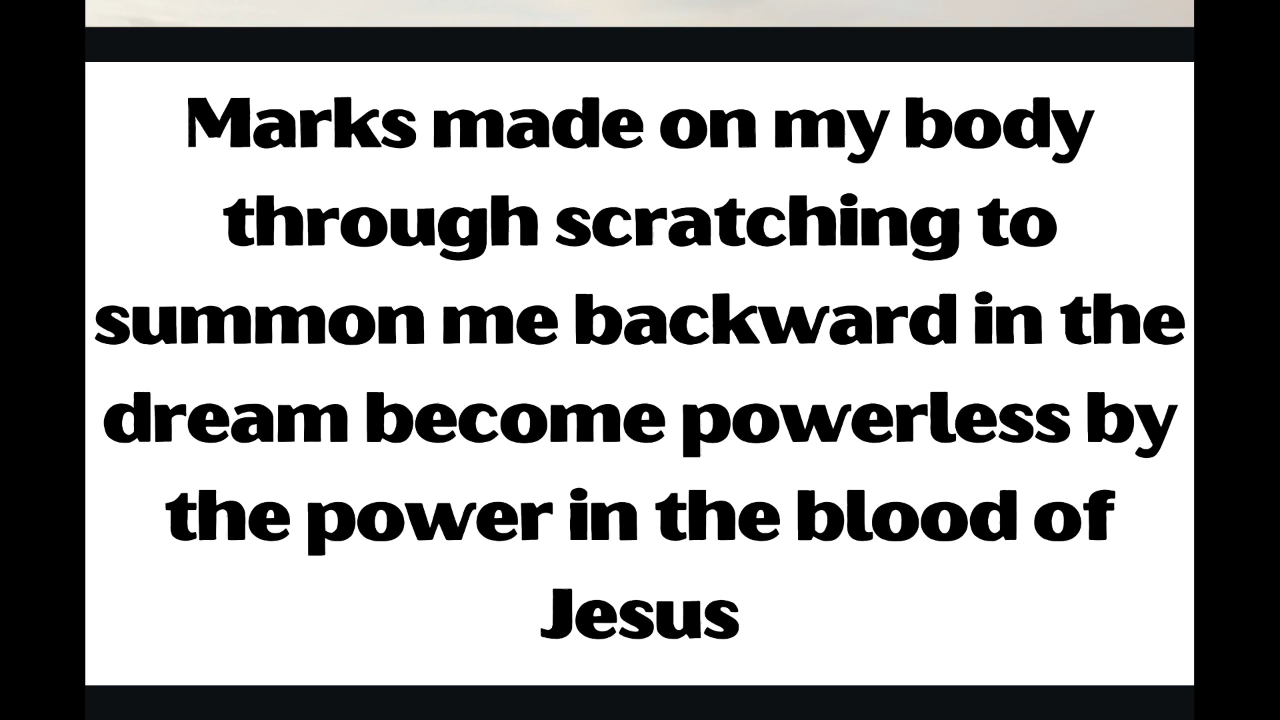 Marks made on my body
through scratching to
summon me backward in the
dream become powerless by
the power in the blood of
Jesus